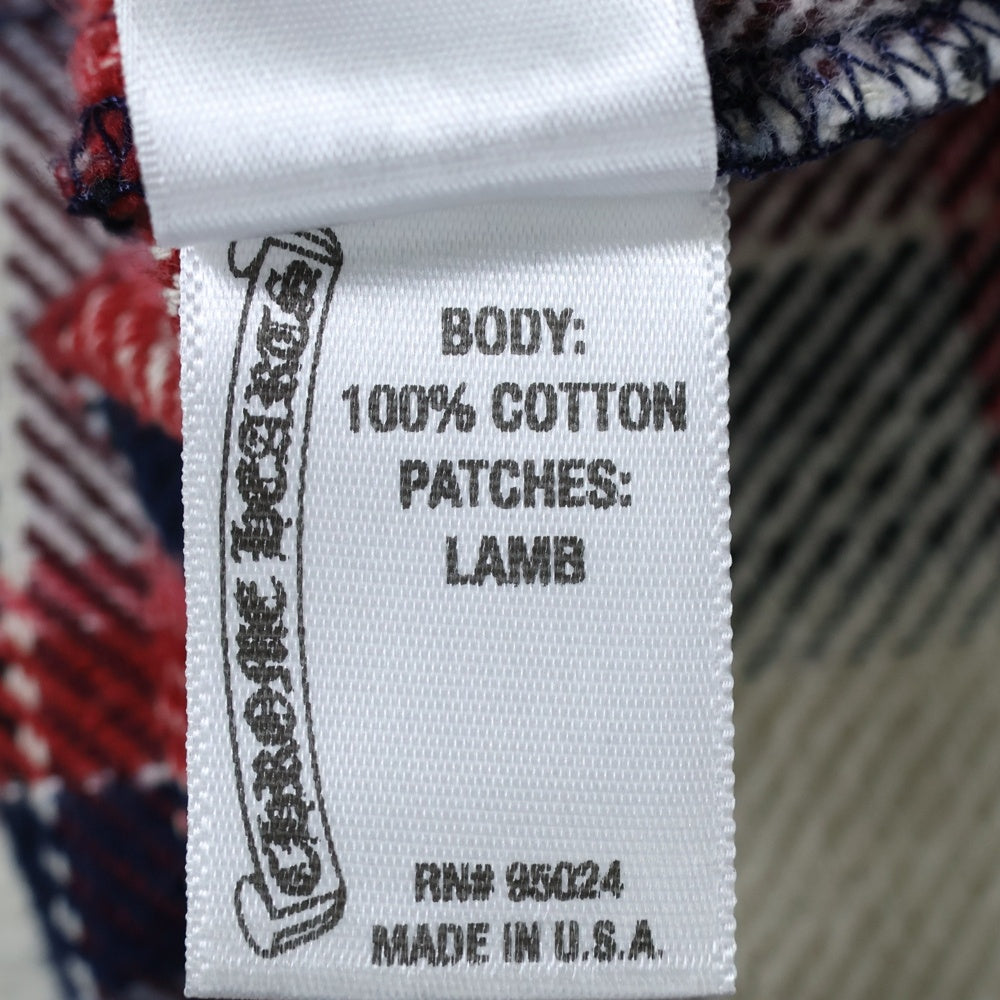 CHROME HEARTS
BODY:
100% COTTON
PATCHES:
LAMB
RN# 95024
MADE IN U.S.A.